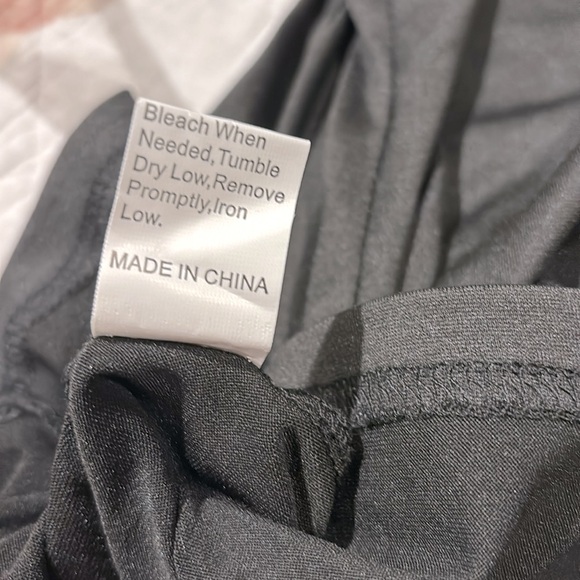 Bleach When
Needed,Tumble
Dry Low,Remove
Promptly,Iron
Low.
MADE IN CHINA